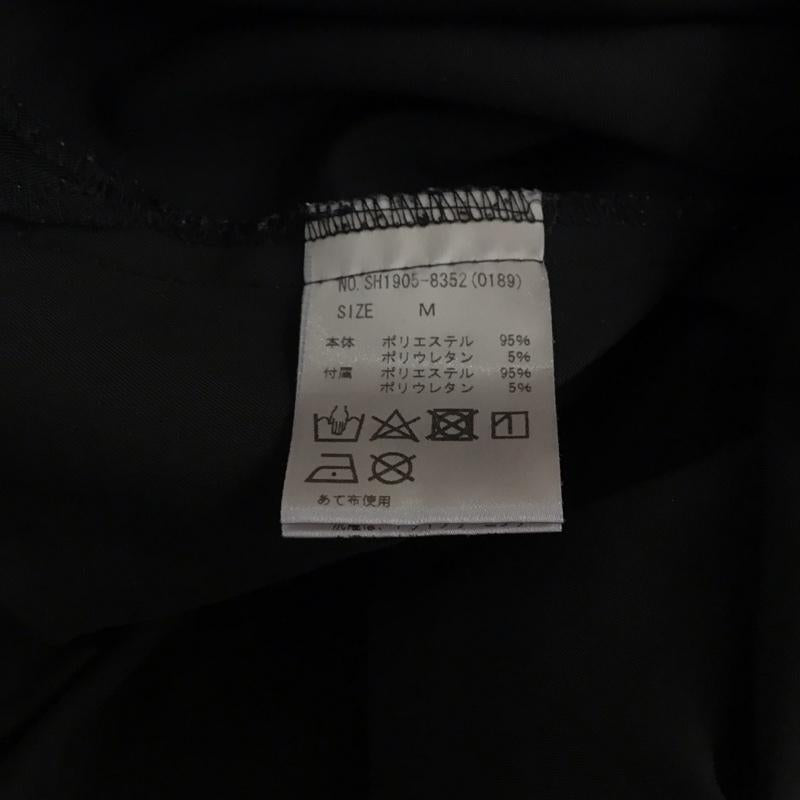 NO. SH1905-8352(0189)
SIZE M
本体 ポリエステル 95%
ポリウレタン 5%
付属 ポリエステル 95%
ポリウレタン 5%
あて布使用